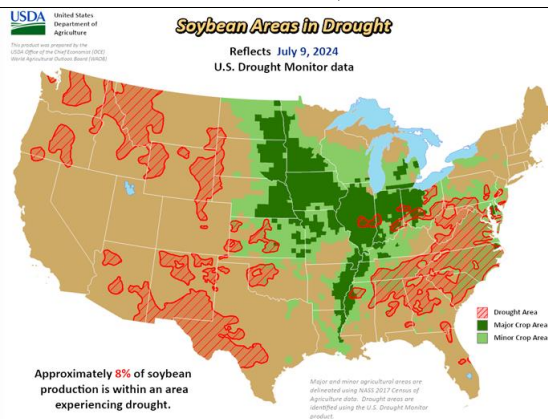 USDA
United States
Department of
Agriculture
This product was prepared by the
USDA Office of the Chief Economist (OCE)
World Agricultural Outlook Board (WAOB)
Soybean Areas in Drought
Reflects July 9, 2024
U.S. Drought Monitor data
Drought Area
Major Crop Area
Minor Crop Area
Approximately 8% of soybean
production is within an area
experiencing drought.
Major and minor agricultural areas are
delineated using NASS 2017 Census of
Agriculture data. Drought areas are
identified using the U.S. Drought Monitor
product.